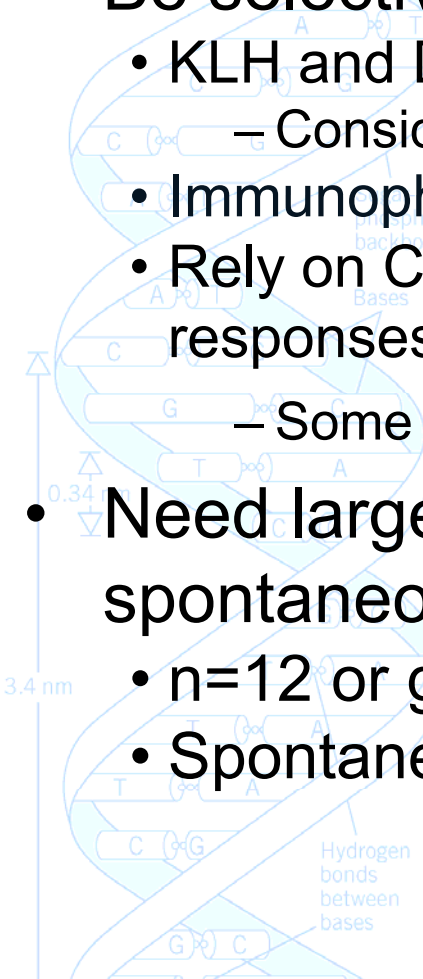 • KLH and
– Consid
• Immunoph
• Rely on C
responses
– Some
• Need large
spontaneo
• n=12 or g
• Spontane
A T
C G
C G
backbo
A T
Bases
C
G C
T A
0.34 nm
C
3.4 nm
T A
T A
C G
Hydrogen
bonds
between
bases
G C